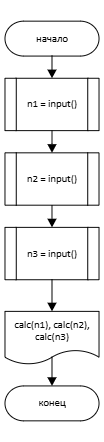 начало
n1 = input()
n2 = input()
n3 = input()
calc(n1), calc(n2),
calc(n3)
конец